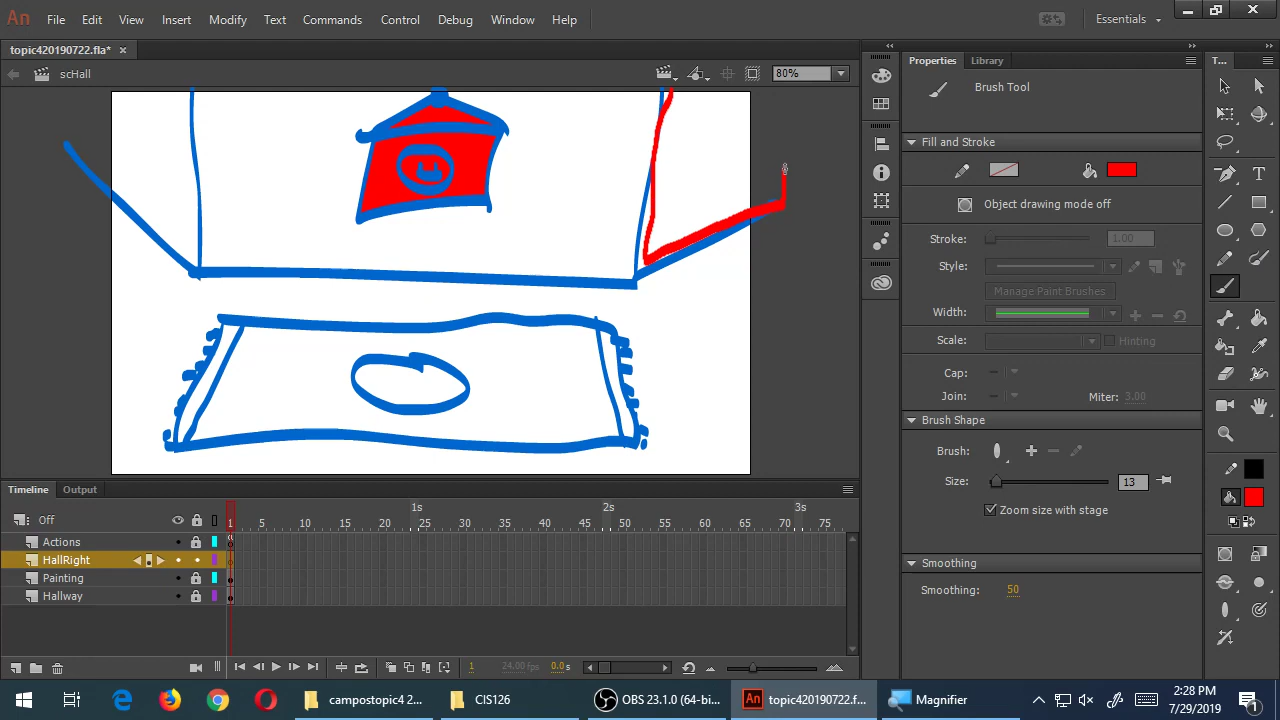 An File Edit View Insert Modify Text Commands Control Debug Window Help Essentials
topic420190722.fla* ×
scHall 80%
Properties Library T...
Brush Tool
Fill and Stroke
Object drawing mode off
Stroke: 1.00
Style:
Manage Paint Brushes
Width:
Scale: Hinting
Cap:
Join: Miter: 3.00
Brush Shape
Brush:
Size: 13
Zoom size with stage
Smoothing
Smoothing: 50
Timeline Output
Off 1s 2s 3s
1 5 10 15 20 25 30 35 40 45 50 55 60 65 70 75
Actions
HallRight
Painting
Hallway
1 24.00 fps 0.0 s
campostopic4 2... CIS126 OBS 23.1.0 (64-bi... An topic420190722.f... Magnifier
2:28 PM
7/29/2019